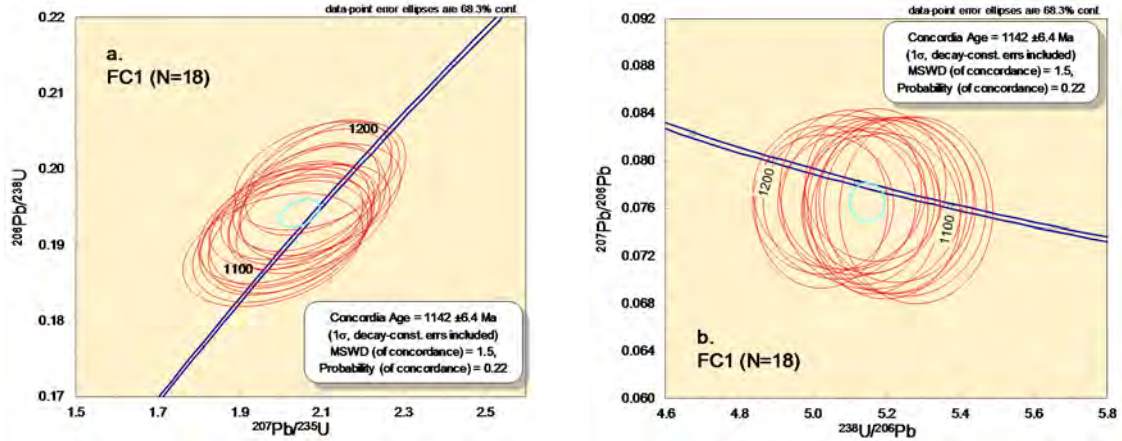 data-point error ellipses are 68.3% conf.
0.22
0.21
0.20
0.19
0.18
0.17
206Pb/238U
a.
FC1 (N=18)
1200
1100
Concordia Age = 1142 ±6.4 Ma
(1σ, decay-const. errs included)
MSWD (of concordance) = 1.5,
Probability (of concordance) = 0.22
1.5
1.7
1.9
2.1
2.3
2.5
207Pb/235U
data-point error ellipses are 68.3% conf
0.092
0.088
0.084
0.080
0.076
0.072
0.068
0.064
0.060
207Pb/206Pb
Concordia Age = 1142 ±6.4 Ma
(1σ, decay-const. errs included)
MSWD (of concordance) = 1.5,
Probability (of concordance) = 0.22
1200
1100
b.
FC1 (N=18)
4.6
4.8
5.0
5.2
5.4
5.6
5.8
238U/206Pb